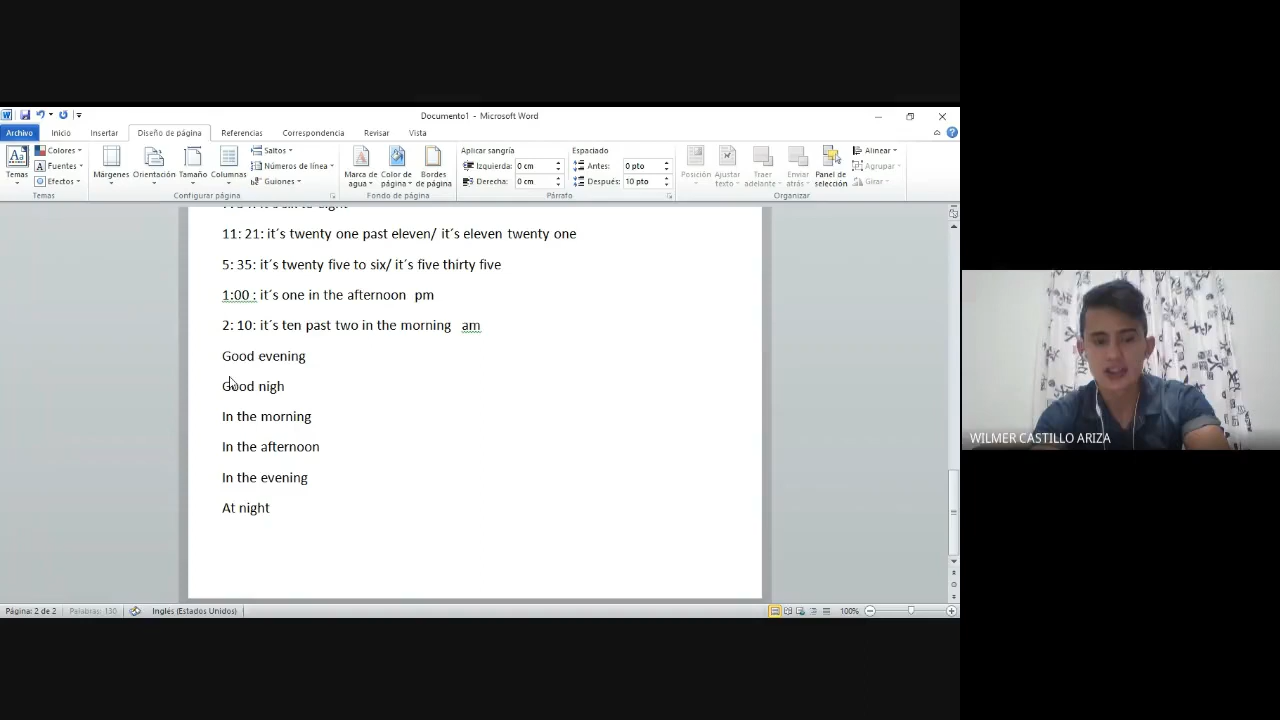 Documento1 - Microsoft Word
Archivo Inicio Insertar Diseño de página Referencias Correspondencia Revisar Vista
Temas Colores Fuentes Efectos Márgenes Orientación Tamaño Columnas Saltos Números de línea Guiones Marca de agua Color de página Bordes de página Aplicar sangría Izquierda: 0 cm Derecha: 0 cm Espaciado Antes: 0 pto Después: 10 pto Posición Ajustar texto Traer adelante Enviar atrás Panel de selección Alinear Agrupar Girar
Temas Configurar página Fondo de página Párrafo Organizar
11: 21: it´s twenty one past eleven/ it´s eleven twenty one
5: 35: it´s twenty five to six/ it´s five thirty five
1:00 : it´s one in the afternoon pm
2: 10: it´s ten past two in the morning am
Good evening
Good nigh
In the morning
In the afternoon
In the evening
At night
Página: 2 de 2 Palabras: 130 Inglés (Estados Unidos) 100%
WILMER CASTILLO ARIZA